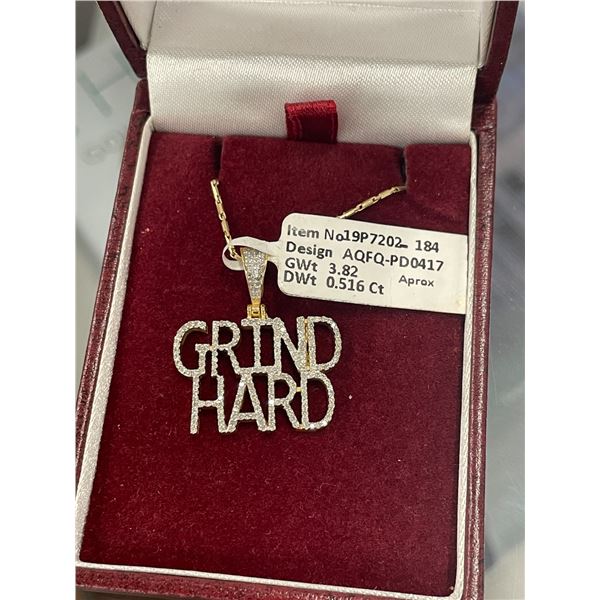 Item No19P7202- 184
Design AQFQ-PD0417
GWt 3.82 Aprox
DWt 0.516 Ct
GRIND
HARD